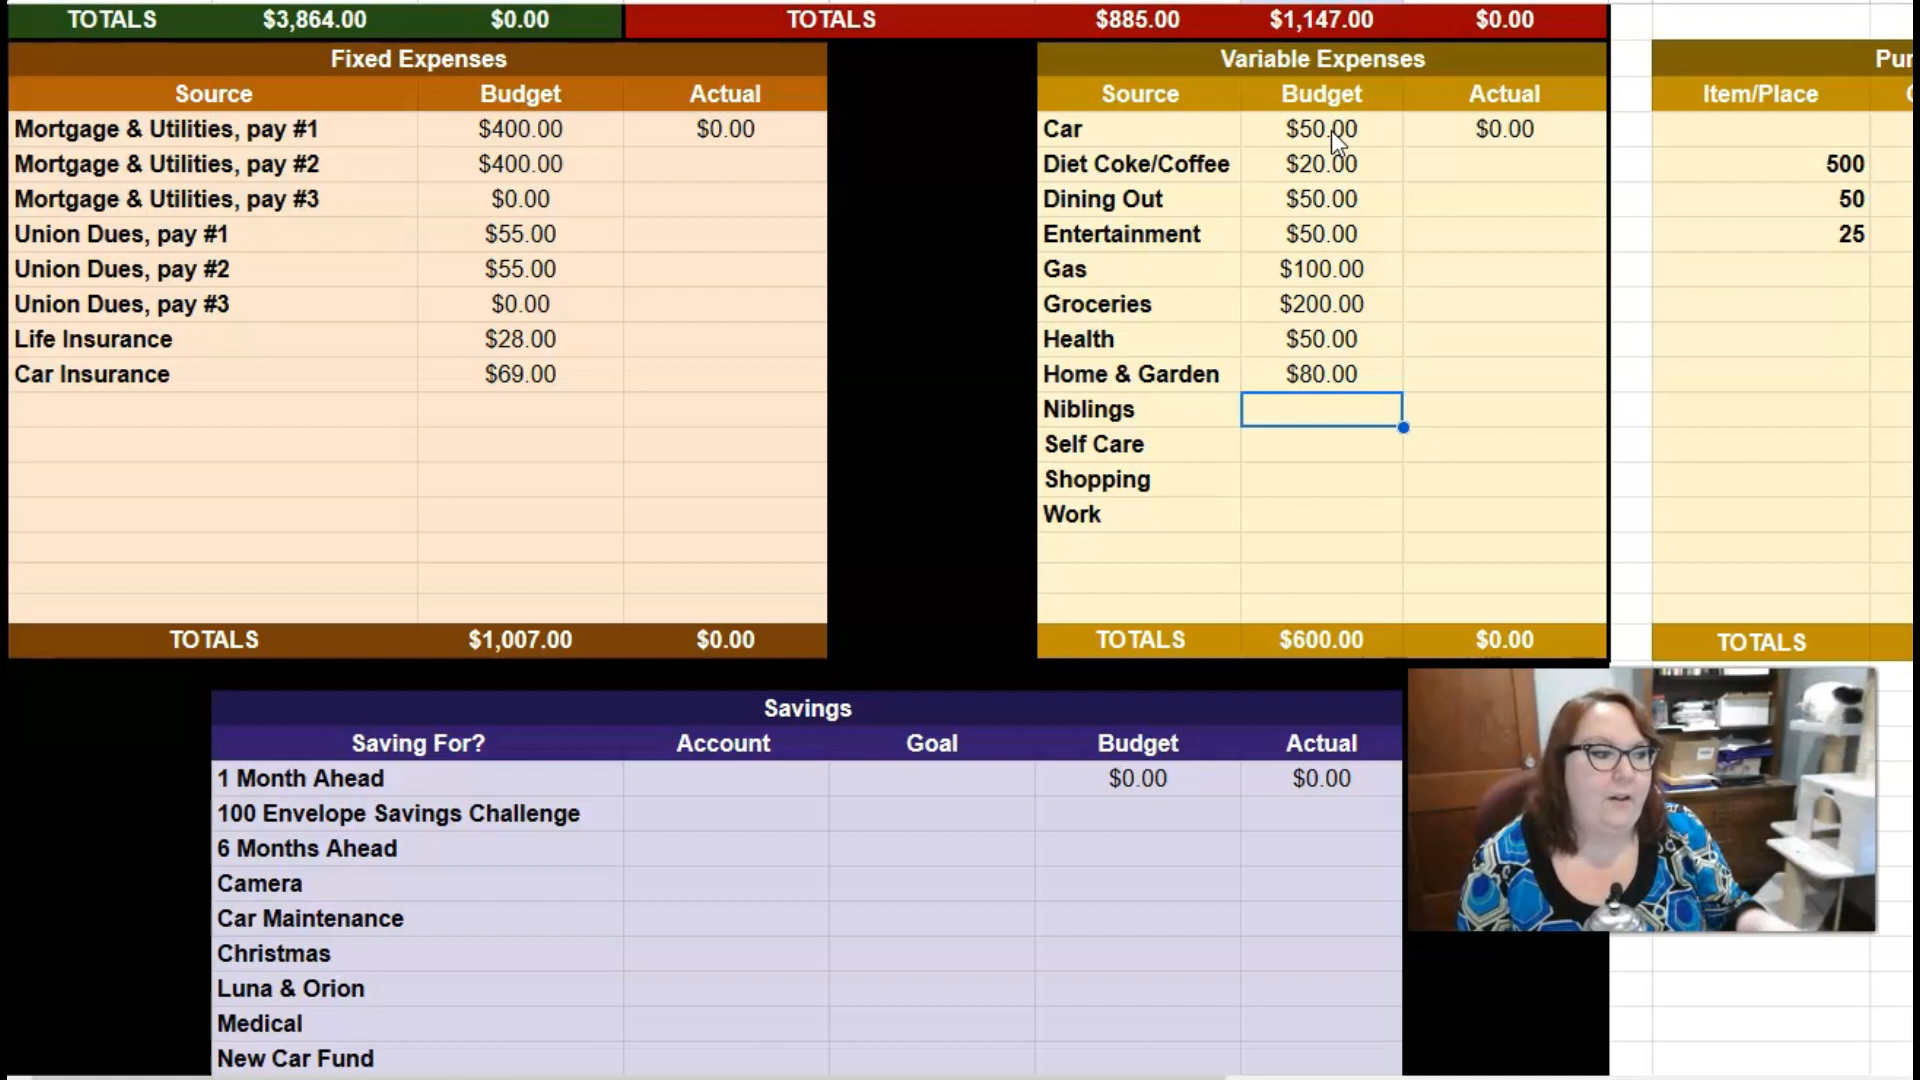 TOTALS $3,864.00 $0.00 TOTALS $885.00 $1,147.00 $0.00
Fixed Expenses
Source Budget Actual
Mortgage & Utilities, pay #1 $400.00 $0.00
Mortgage & Utilities, pay #2 $400.00
Mortgage & Utilities, pay #3 $0.00
Union Dues, pay #1 $55.00
Union Dues, pay #2 $55.00
Union Dues, pay #3 $0.00
Life Insurance $28.00
Car Insurance $69.00
TOTALS $1,007.00 $0.00
Variable Expenses
Source Budget Actual
Car $50.00 $0.00
Diet Coke/Coffee $20.00
Dining Out $50.00
Entertainment $50.00
Gas $100.00
Groceries $200.00
Health $50.00
Home & Garden $80.00
Niblings
Self Care
Shopping
Work
TOTALS $600.00 $0.00
Pur
Item/Place
500
50
25
TOTALS
Savings
Saving For? Account Goal Budget Actual
1 Month Ahead $0.00 $0.00
100 Envelope Savings Challenge
6 Months Ahead
Camera
Car Maintenance
Christmas
Luna & Orion
Medical
New Car Fund